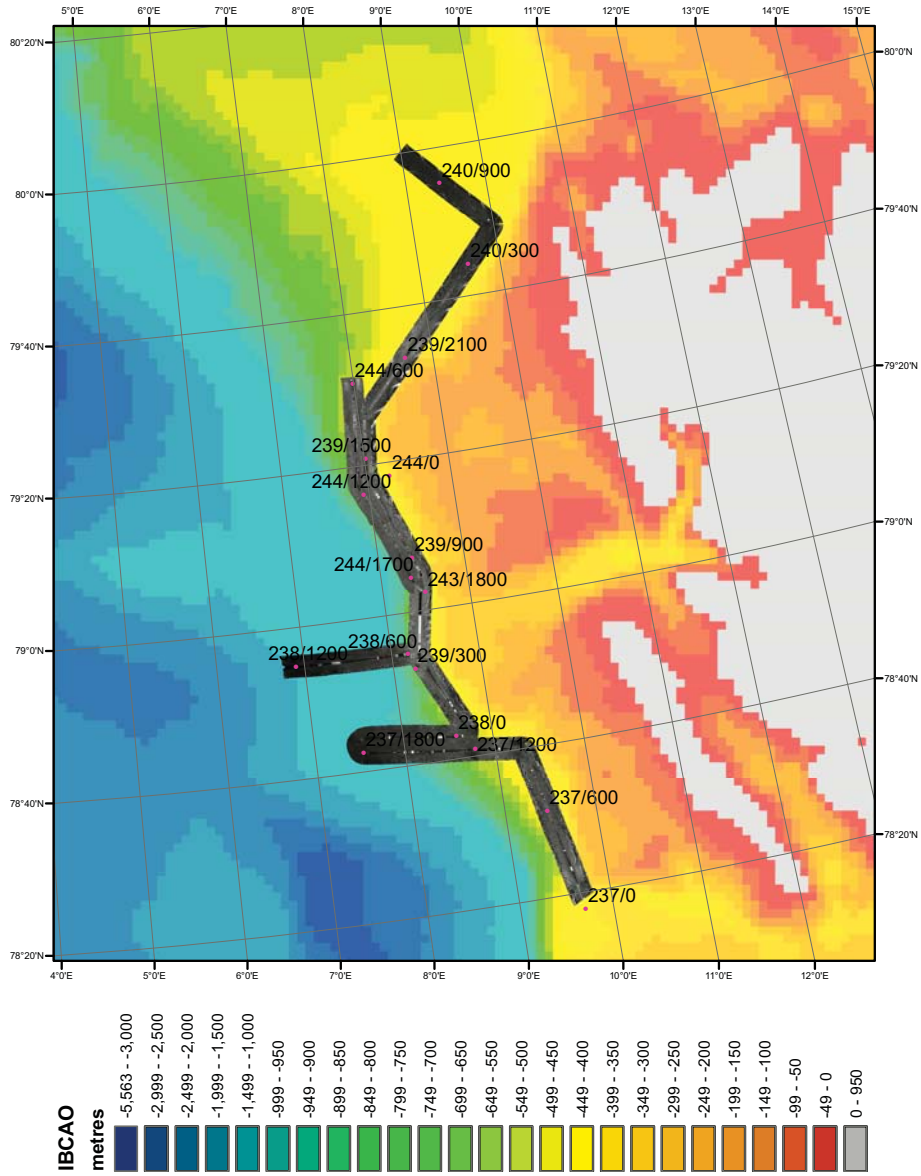 5°0'E 6°0'E 7°0'E 8°0'E 9°0'E 10°0'E 11°0'E 12°0'E 13°0'E 14°0'E 15°0'E
80°20'N
80°0'N
79°40'N
79°20'N
79°0'N
78°40'N
78°20'N
80°0'N
79°40'N
79°20'N
79°0'N
78°40'N
78°20'N
240/900
240/300
239/2100
244/600
239/1500
244/0
244/1200
239/900
244/1700
243/1800
238/600
238/1200
239/300
238/0
237/1800
237/1200
237/600
237/0
4°0'E 5°0'E 6°0'E 7°0'E 8°0'E 9°0'E 10°0'E 11°0'E 12°0'E
IBCAO
metres
-5,563 - -3,000
-2,999 - -2,500
-2,499 - -2,000
-1,999 - -1,500
-1,499 - -1,000
-999 - -950
-949 - -900
-899 - -850
-849 - -800
-799 - -750
-749 - -700
-699 - -650
-649 - -600
-599 - -550
-549 - -500
-499 - -450
-449 - -400
-399 - -350
-349 - -300
-299 - -250
-249 - -200
-199 - -150
-149 - -100
-99 - -50
-49 - 0
0 - 950